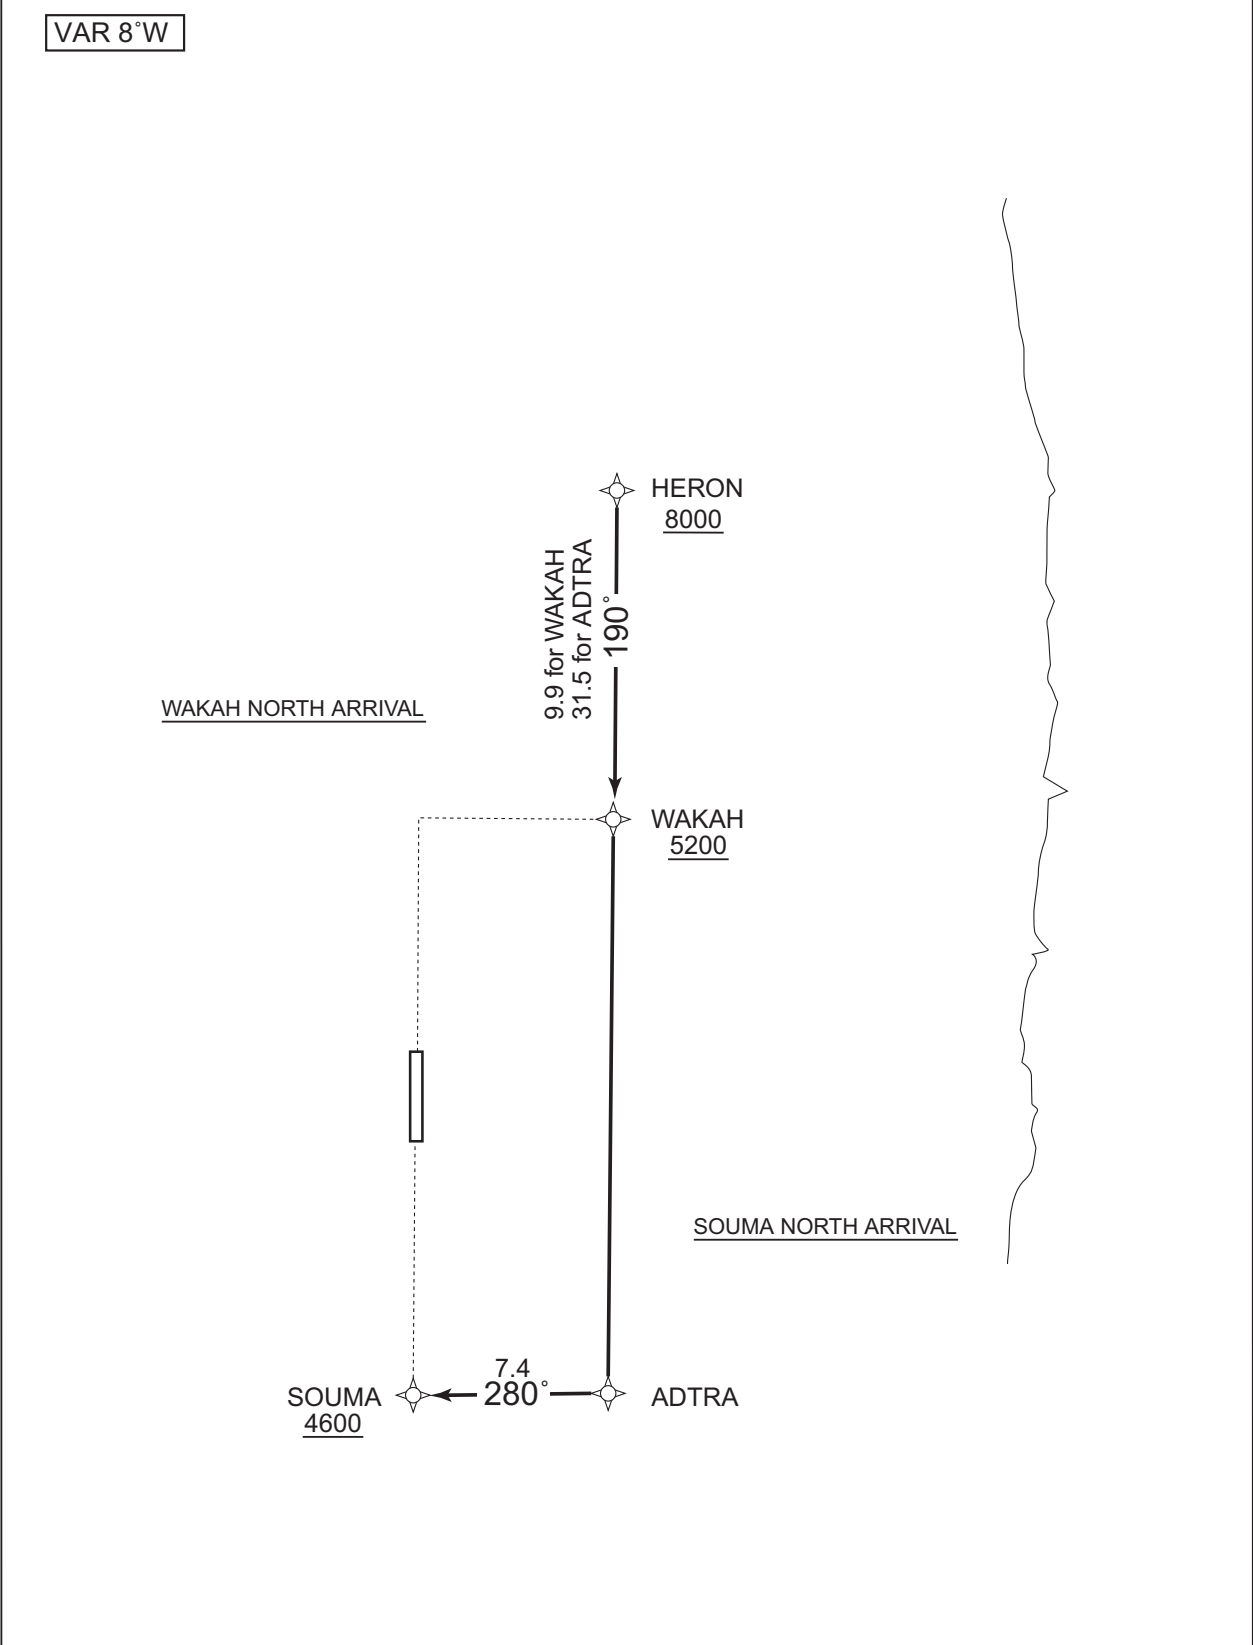 VAR 8°W
HERON
8000
9.9 for WAKAH
31.5 for ADTRA
190°
WAKAH NORTH ARRIVAL
WAKAH
5200
SOUMA NORTH ARRIVAL
7.4
280°
SOUMA
4600
ADTRA